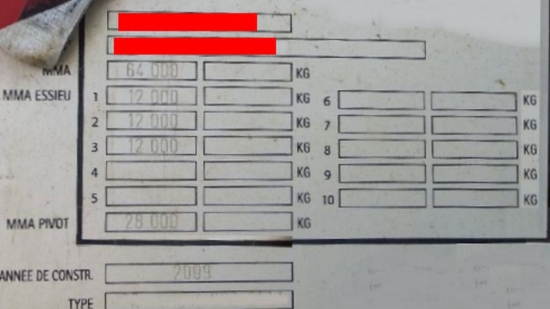 MMA 64 000 KG
MMA ESSIEU 1 12 000 KG 6 KG
2 12 000 KG 7 KG
3 12 000 KG 8 KG
4 KG 9 KG
5 KG 10 KG
MMA PIVOT 28 000 KG
ANNEE DE CONSTR. 2009
TYPE